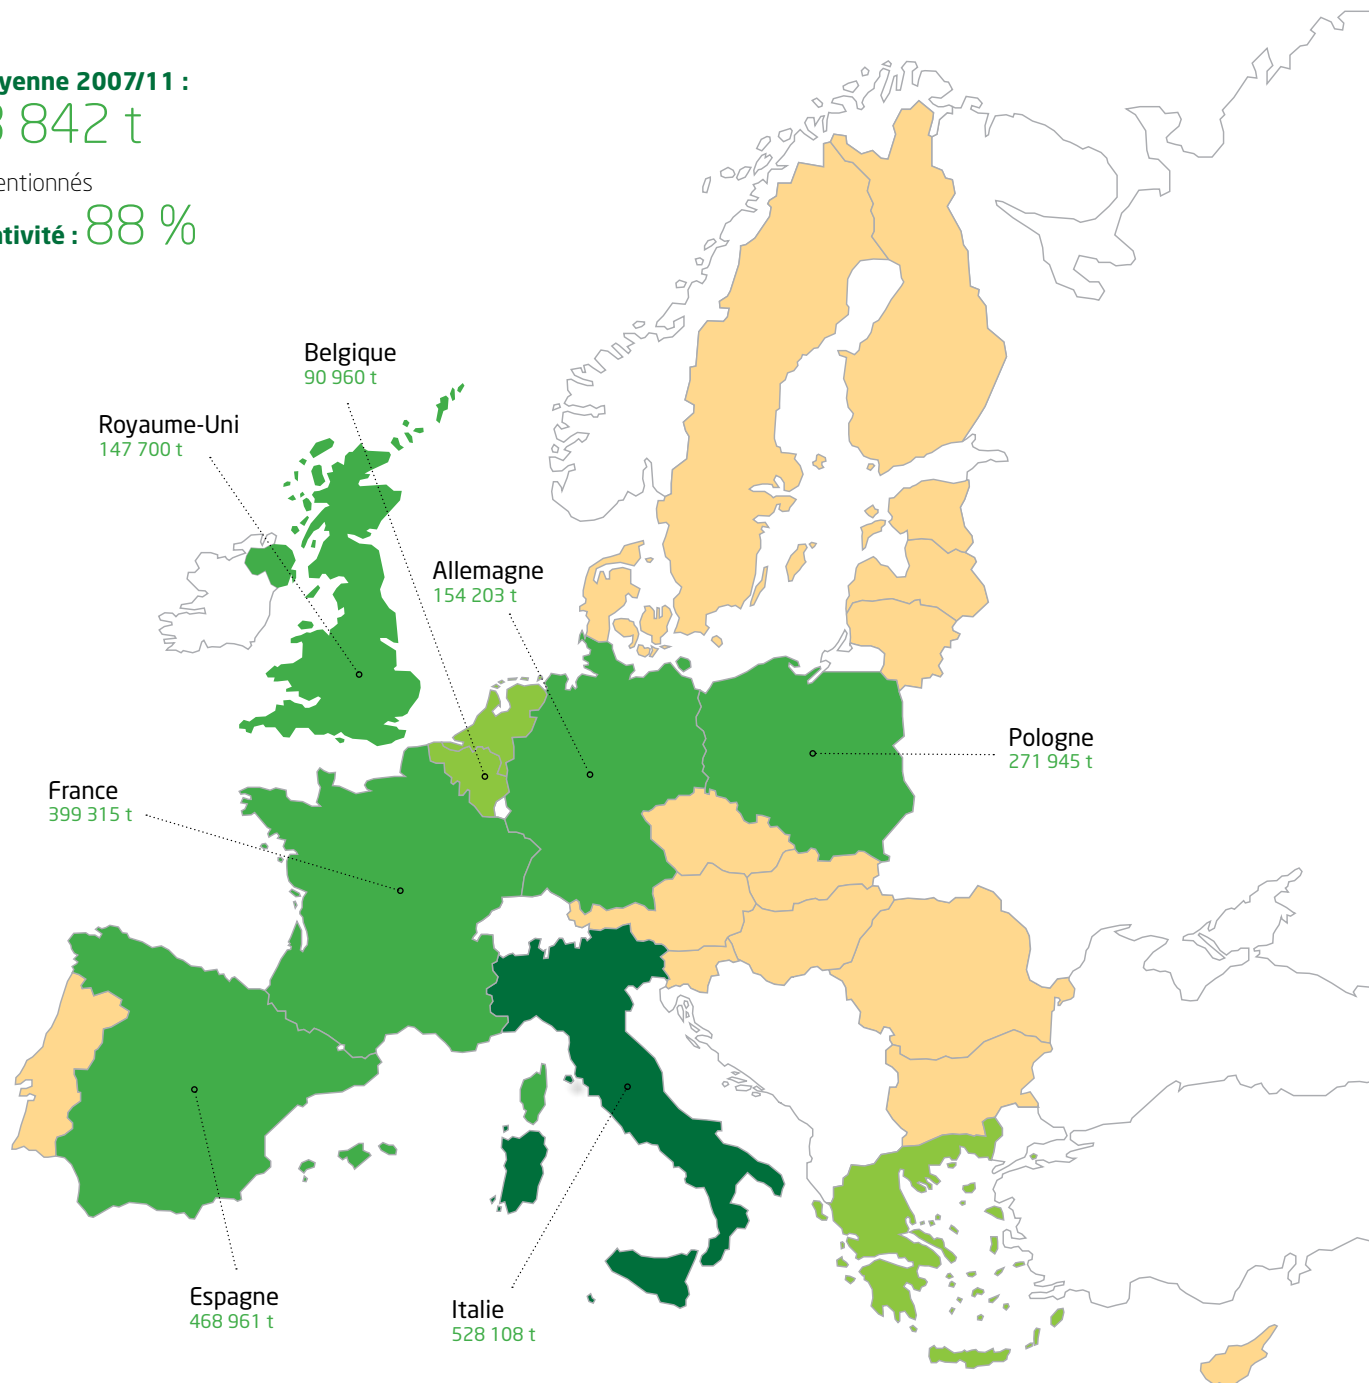 yenne 2007/11 :
842 t
entionnés
ativité : 88 %
Belgique
90 960 t
Royaume-Uni
147 700 t
Allemagne
154 203 t
Pologne
271 945 t
France
399 315 t
Espagne
468 961 t
Italie
528 108 t